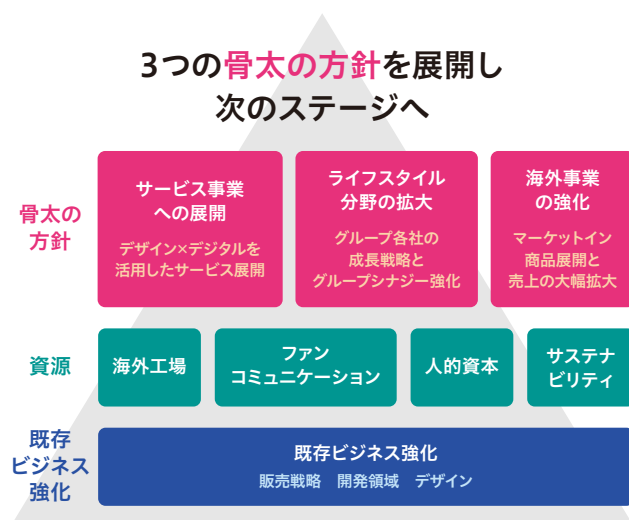 3つの骨太の方針を展開し
次のステージへ
骨太の
方針
サービス事業
への展開
デザイン×デジタルを
活用したサービス展開
ライフスタイル
分野の拡大
グループ各社の
成長戦略と
グループシナジー強化
海外事業
の強化
マーケットイン
商品展開と
売上の大幅拡大
資源
海外工場
ファン
コミュニケーション
人的資本
サステナ
ビリティ
既存
ビジネス
強化
既存ビジネス強化
販売戦略　開発領域　デザイン